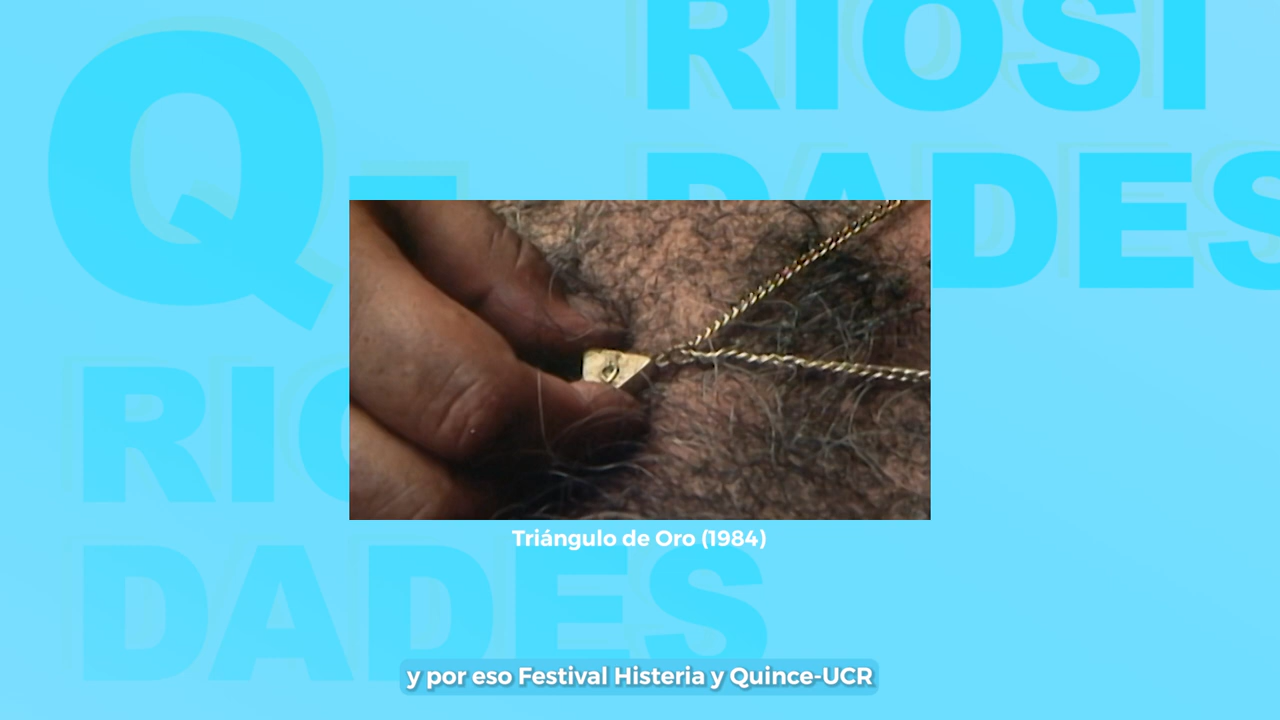 Q-
RIOSI
DADES
RIO
DADES
Triángulo de Oro (1984)
y por eso Festival Histeria y Quince-UCR